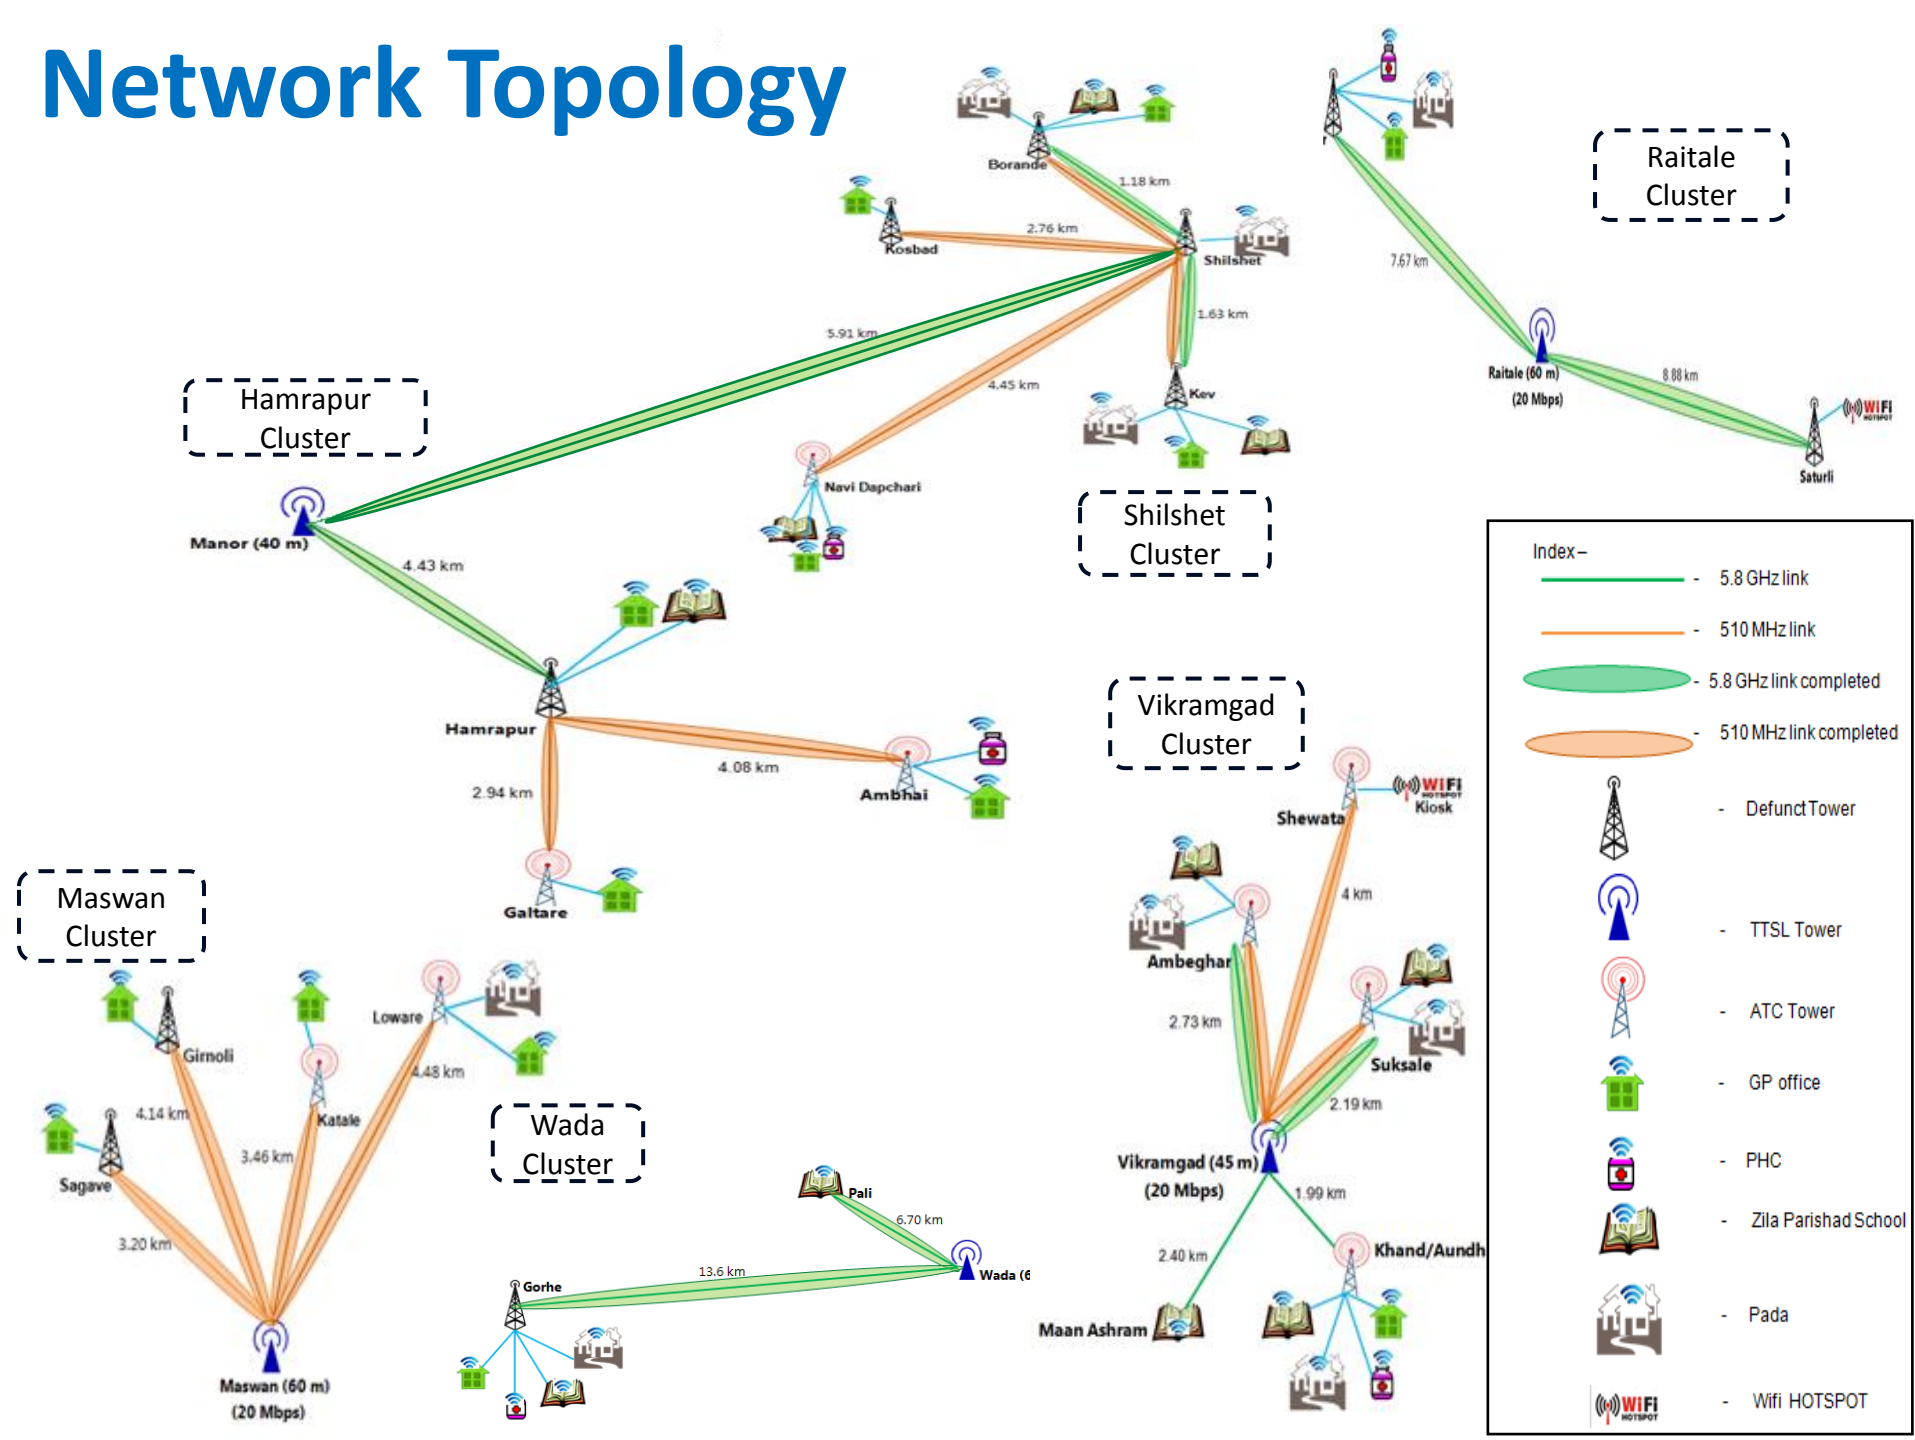 Network Topology
Borande
1.18 km
Kosbad
2.76 km
Shilshet
5.91 km
1.63 km
4.45 km
Kev
Navi Dapchari
Shilshet
Cluster
Raitale
Cluster
7.67 km
Raitale (60 m)
(20 Mbps)
8.88 km
WiFi
HOTSPOT
Saturli
Hamrapur
Cluster
Manor (40 m)
4.43 km
Hamrapur
4.08 km
2.94 km
Ambhai
Galtare
Maswan
Cluster
Girnoli
Loware
4.48 km
4.14 km
Katale
3.46 km
Sagave
3.20 km
Maswan (60 m)
(20 Mbps)
Wada
Cluster
Pali
6.70 km
13.6 km
Wada (6
Gorhe
Vikramgad
Cluster
WiFi
HOTSPOT
Kiosk
Shewata
4 km
Ambeghar
2.73 km
Suksale
2.19 km
Vikramgad (45 m)
(20 Mbps)
1.99 km
2.40 km
Khand/Aundh
Maan Ashram
Index –
- 5.8 GHz link
- 510 MHz link
- 5.8 GHz link completed
- 510 MHz link completed
- Defunct Tower
- TTSL Tower
- ATC Tower
- GP office
- PHC
- Zila Parishad School
- Pada
WiFi
HOTSPOT
- Wifi HOTSPOT